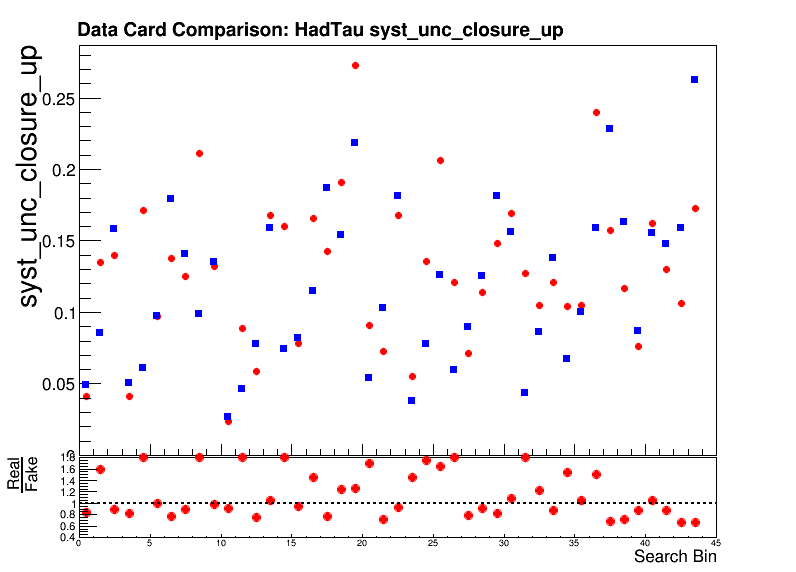 Data Card Comparison: HadTau syst_unc_closure_up
syst_unc_closure_up
0.25
0.2
0.15
0.1
0.05
0
Real
Fake
1.8
1.6
1.4
1.2
1
0.8
0.6
0.4
0 5 10 15 20 25 30 35 40 45
Search Bin